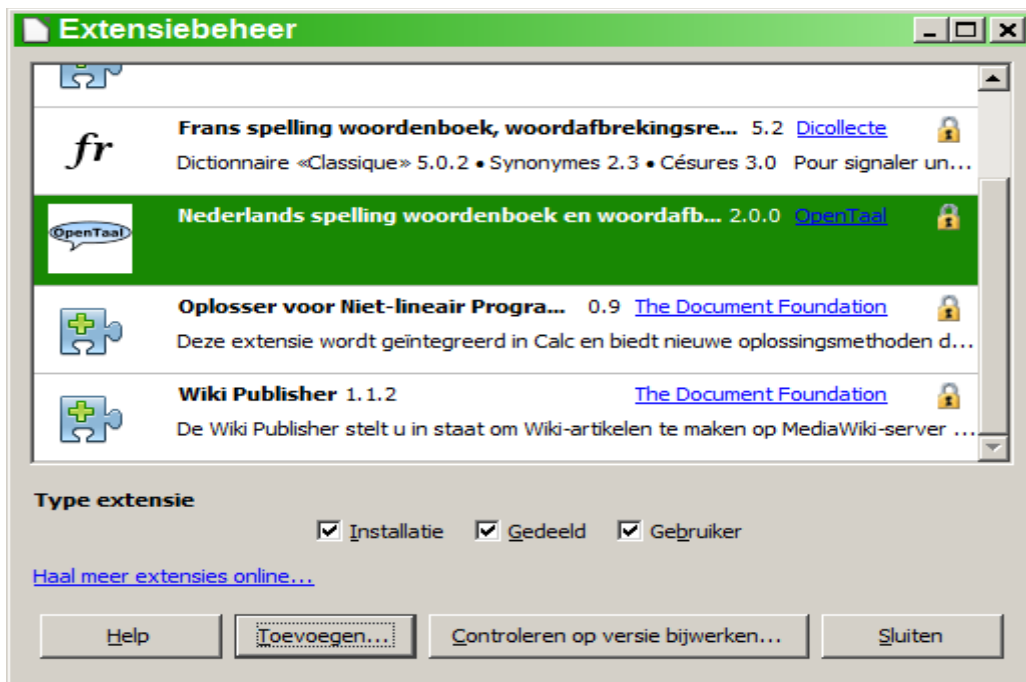 Extensiebeheer
fr
Frans spelling woordenboek, woordafbrekingsre... 5.2 Dicollecte
Dictionnaire «Classique» 5.0.2 • Synonymes 2.3 • Césures 3.0 Pour signaler un...
OpenTaal
Nederlands spelling woordenboek en woordafb... 2.0.0 OpenTaal
Oplosser voor Niet-lineair Progra... 0.9 The Document Foundation
Deze extensie wordt geïntegreerd in Calc en biedt nieuwe oplossingsmethoden d...
Wiki Publisher 1.1.2 The Document Foundation
De Wiki Publisher stelt u in staat om Wiki-artikelen te maken op MediaWiki-server ...
Type extensie
Installatie Gedeeld Gebruiker
Haal meer extensies online...
Help Toevoegen... Controleren op versie bijwerken... Sluiten